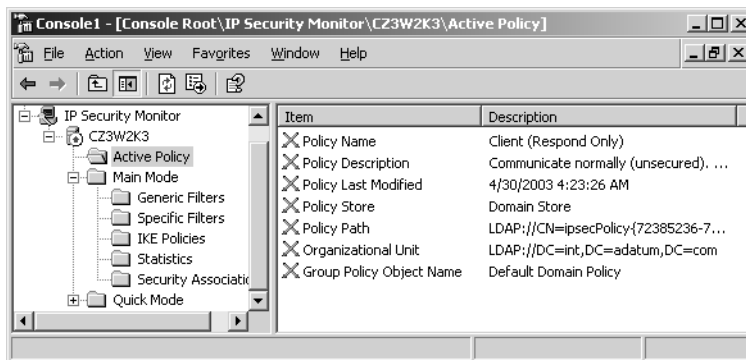 Console1 - [Console Root\IP Security Monitor\CZ3W2K3\Active Policy]
File Action View Favorites Window Help
IP Security Monitor
CZ3W2K3
Active Policy
Main Mode
Generic Filters
Specific Filters
IKE Policies
Statistics
Security Associatio
Quick Mode
Item Description
Policy Name Client (Respond Only)
Policy Description Communicate normally (unsecured). ...
Policy Last Modified 4/30/2003 4:23:26 AM
Policy Store Domain Store
Policy Path LDAP://CN=ipsecPolicy{72385236-7...
Organizational Unit LDAP://DC=int,DC=adatum,DC=com
Group Policy Object Name Default Domain Policy